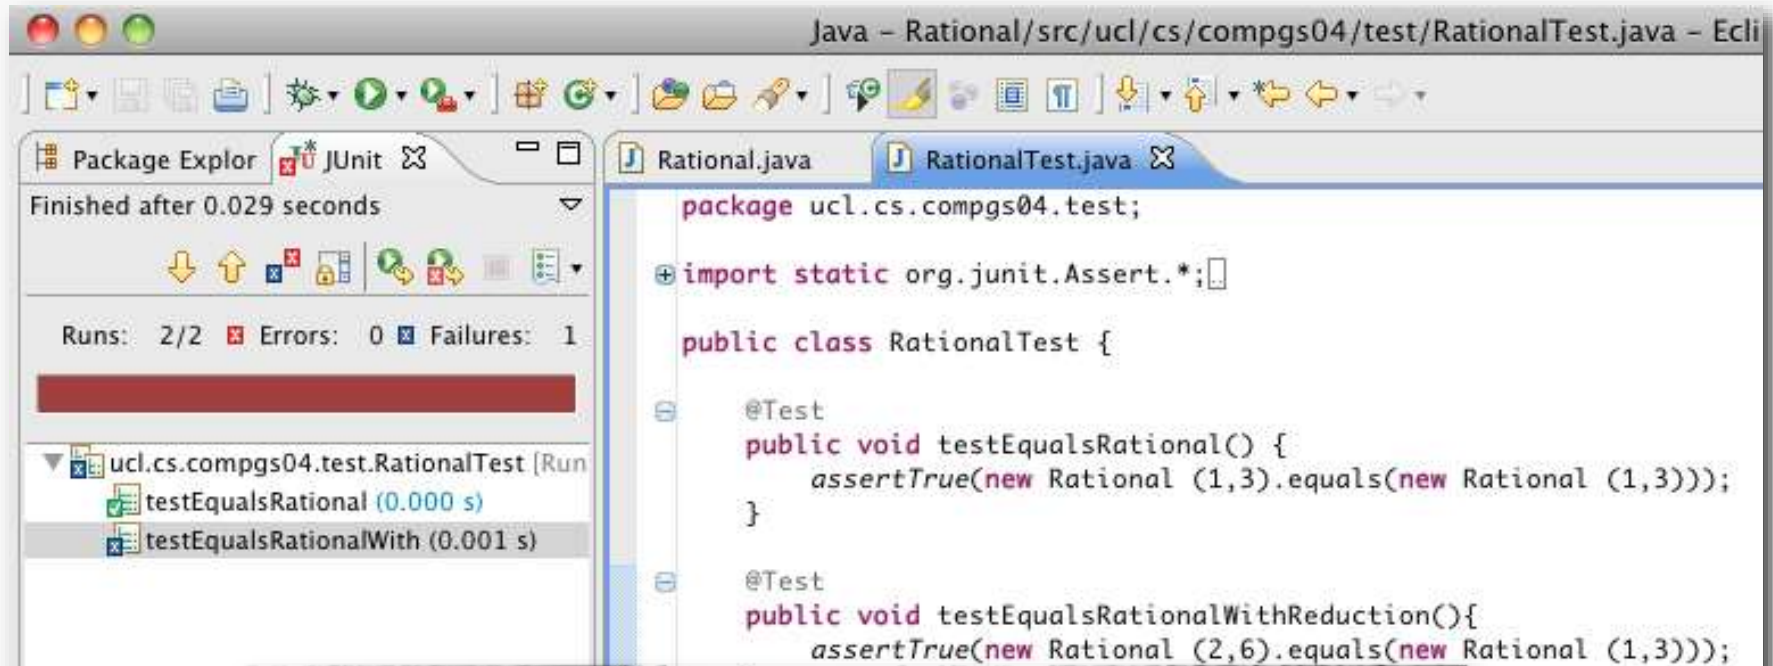 Java – Rational/src/ucl/cs/compgs04/test/RationalTest.java – Ecli
Package Explor JUnit
Finished after 0.029 seconds
Runs: 2/2 Errors: 0 Failures: 1
ucl.cs.compgs04.test.RationalTest [Run
testEqualsRational (0.000 s)
testEqualsRationalWith (0.001 s)
Rational.java RationalTest.java
package ucl.cs.compgs04.test;
import static org.junit.Assert.*;
public class RationalTest {
@Test
public void testEqualsRational() {
assertTrue(new Rational (1,3).equals(new Rational (1,3)));
}
@Test
public void testEqualsRationalWithReduction(){
assertTrue(new Rational (2,6).equals(new Rational (1,3)));